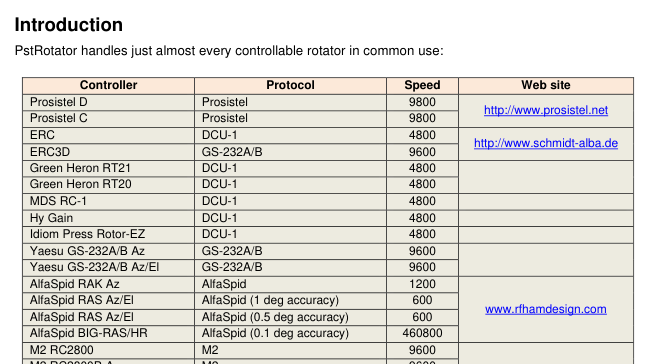 Introduction
PstRotator handles just almost every controllable rotator in common use:
Controller Protocol Speed Web site
Prosistel D Prosistel 9800 http://www.prosistel.net
Prosistel C Prosistel 9800
ERC DCU-1 4800 http://www.schmidt-alba.de
ERC3D GS-232A/B 9600
Green Heron RT21 DCU-1 4800
Green Heron RT20 DCU-1 4800
MDS RC-1 DCU-1 4800
Hy Gain DCU-1 4800
Idiom Press Rotor-EZ DCU-1 4800
Yaesu GS-232A/B Az GS-232A/B 9600
Yaesu GS-232A/B Az/El GS-232A/B 9600
AlfaSpid RAK Az AlfaSpid 1200 www.rfhamdesign.com
AlfaSpid RAS Az/El AlfaSpid (1 deg accuracy) 600
AlfaSpid RAS Az/El AlfaSpid (0.5 deg accuracy) 600
AlfaSpid BIG-RAS/HR AlfaSpid (0.1 deg accuracy) 460800
M2 RC2800 M2 9600